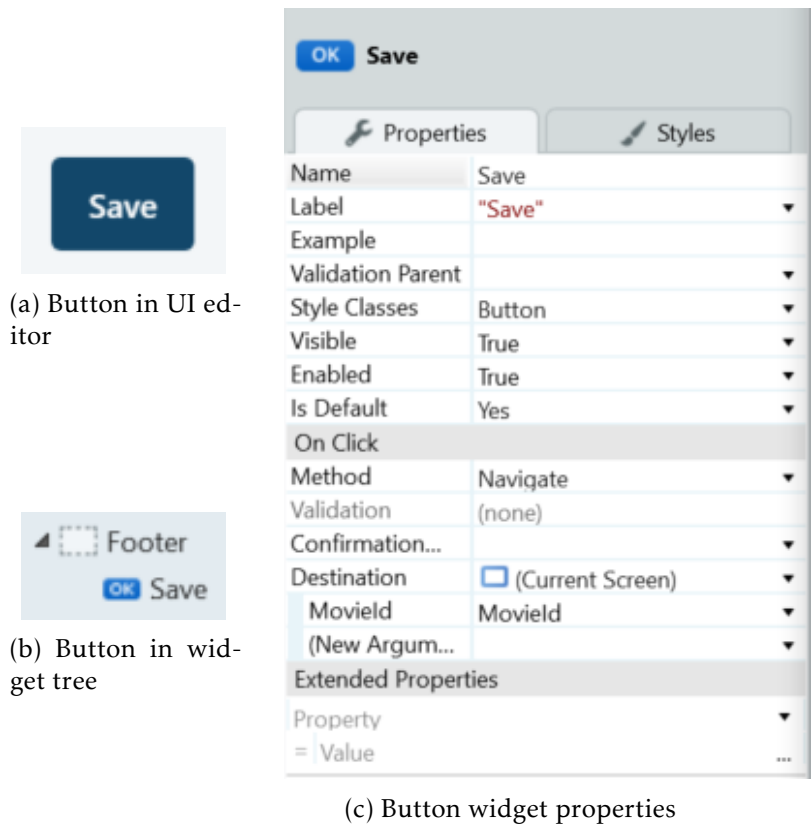 Save
(a) Button in UI ed-
itor
Footer
OK Save
(b) Button in wid-
get tree
OK Save
Properties Styles
Name Save
Label "Save"
Example
Validation Parent
Style Classes Button
Visible True
Enabled True
Is Default Yes
On Click
Method Navigate
Validation (none)
Confirmation...
Destination (Current Screen)
MovieId MovieId
(New Argum...
Extended Properties
Property
= Value ...
(c) Button widget properties